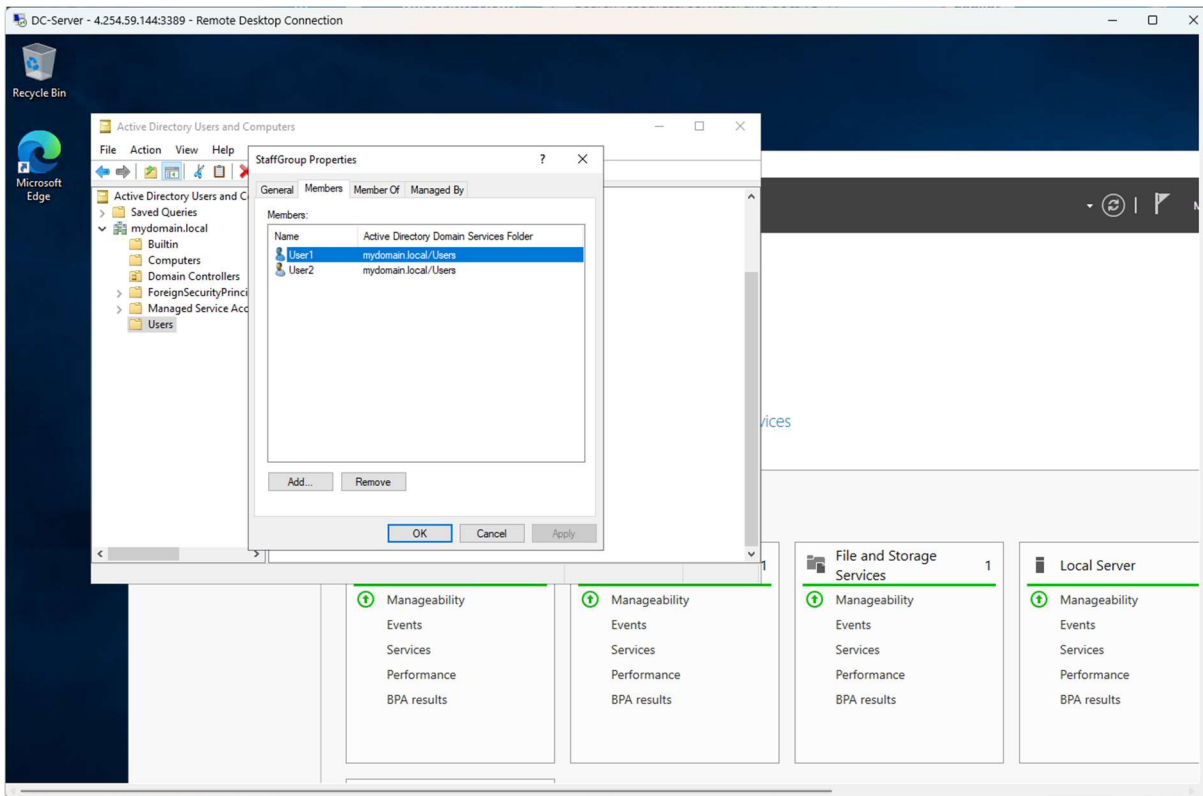 DC-Server - 4.254.59.144:3389 - Remote Desktop Connection
Recycle Bin
Microsoft
Edge
Active Directory Users and Computers
File Action View Help
Active Directory Users and C
Saved Queries
mydomain.local
Builtin
Computers
Domain Controllers
ForeignSecurityPrinci
Managed Service Acc
Users
StaffGroup Properties
General Members Member Of Managed By
Members:
Name Active Directory Domain Services Folder
User1 mydomain.local/Users
User2 mydomain.local/Users
Add... Remove
OK Cancel Apply
vices
1
File and Storage
Services 1
Local Server
Manageability
Events
Services
Performance
BPA results
Manageability
Events
Services
Performance
BPA results
Manageability
Events
Services
Performance
BPA results
Manageability
Events
Services
Performance
BPA results